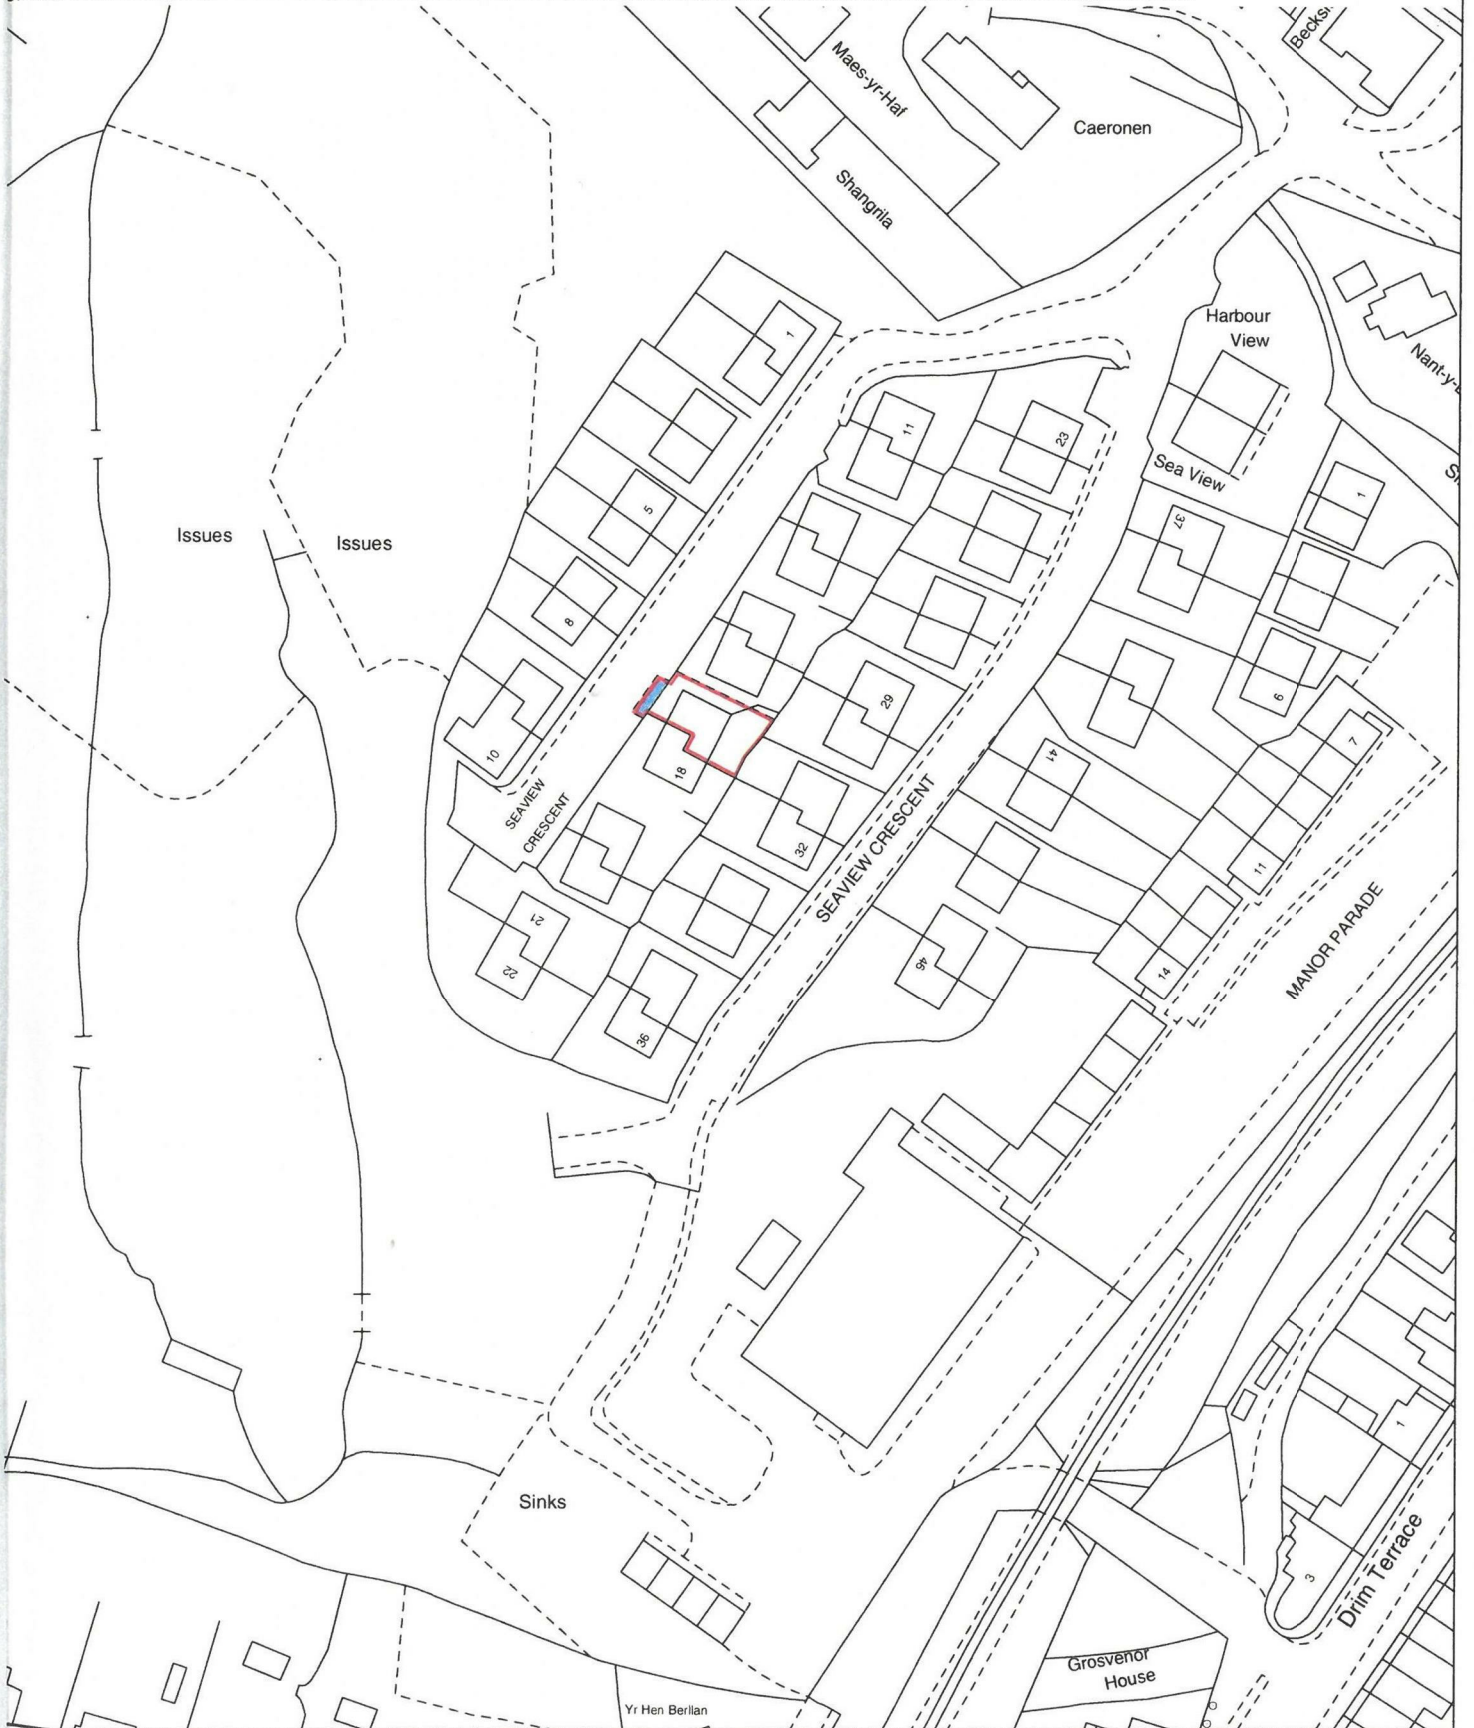 Becksi
Maes-yr-Haf
Caeronen
Shangrila
Harbour
View
1
Nant-y-
11
23
Sea View
1
5
37
Issues
Issues
8
6
29
10
7
18
41
SEAVIEW
CRESCENT
32
SEAVIEW CRESCENT
11
21
22
46
14
MANOR PARADE
36
1
Sinks
3
Drim Terrace
Grosvenor
House
Yr Hen Berllan